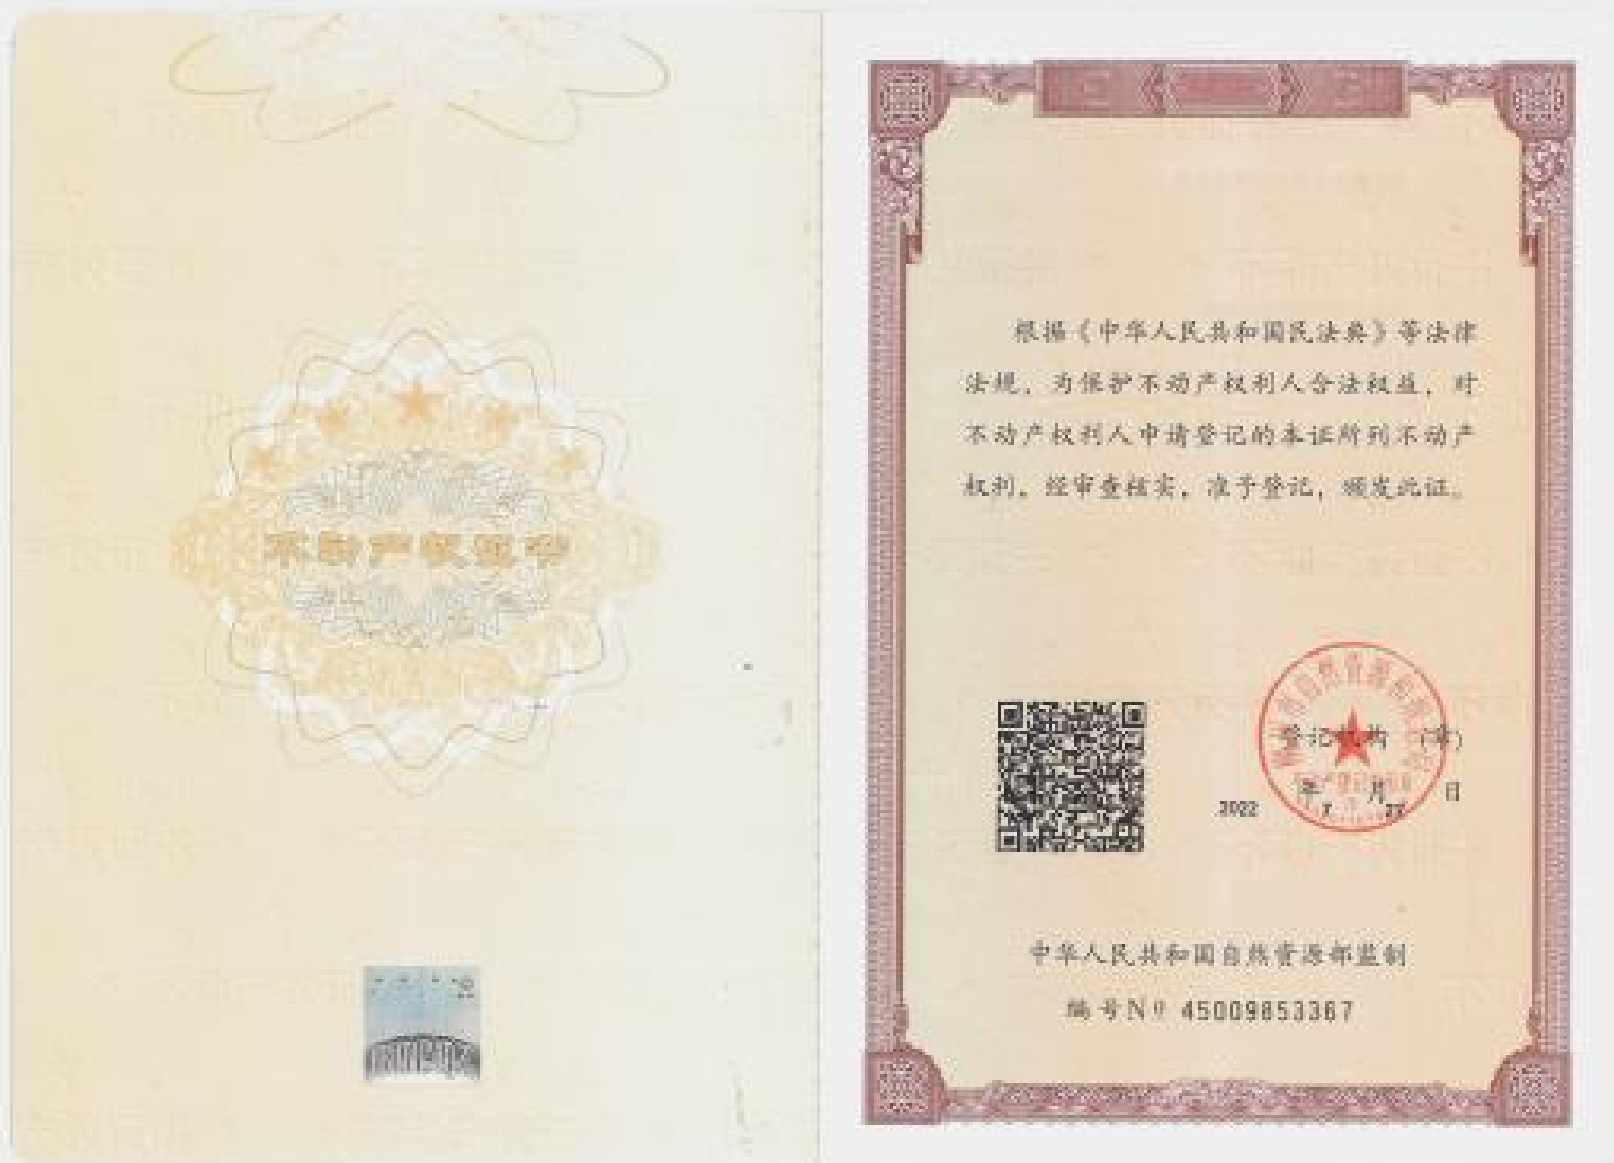 不动产权证书
根据《中华人民共和国民法典》等法律
法规,为保护不动产权利人合法权益,对
不动产权利人申请登记的本证所列不动产
权利,经审查核实,准予登记,颁发此证。
登记机构 (章)
2022 年 7 月 日
中华人民共和国自然资源部监制
编号№ 45009853367